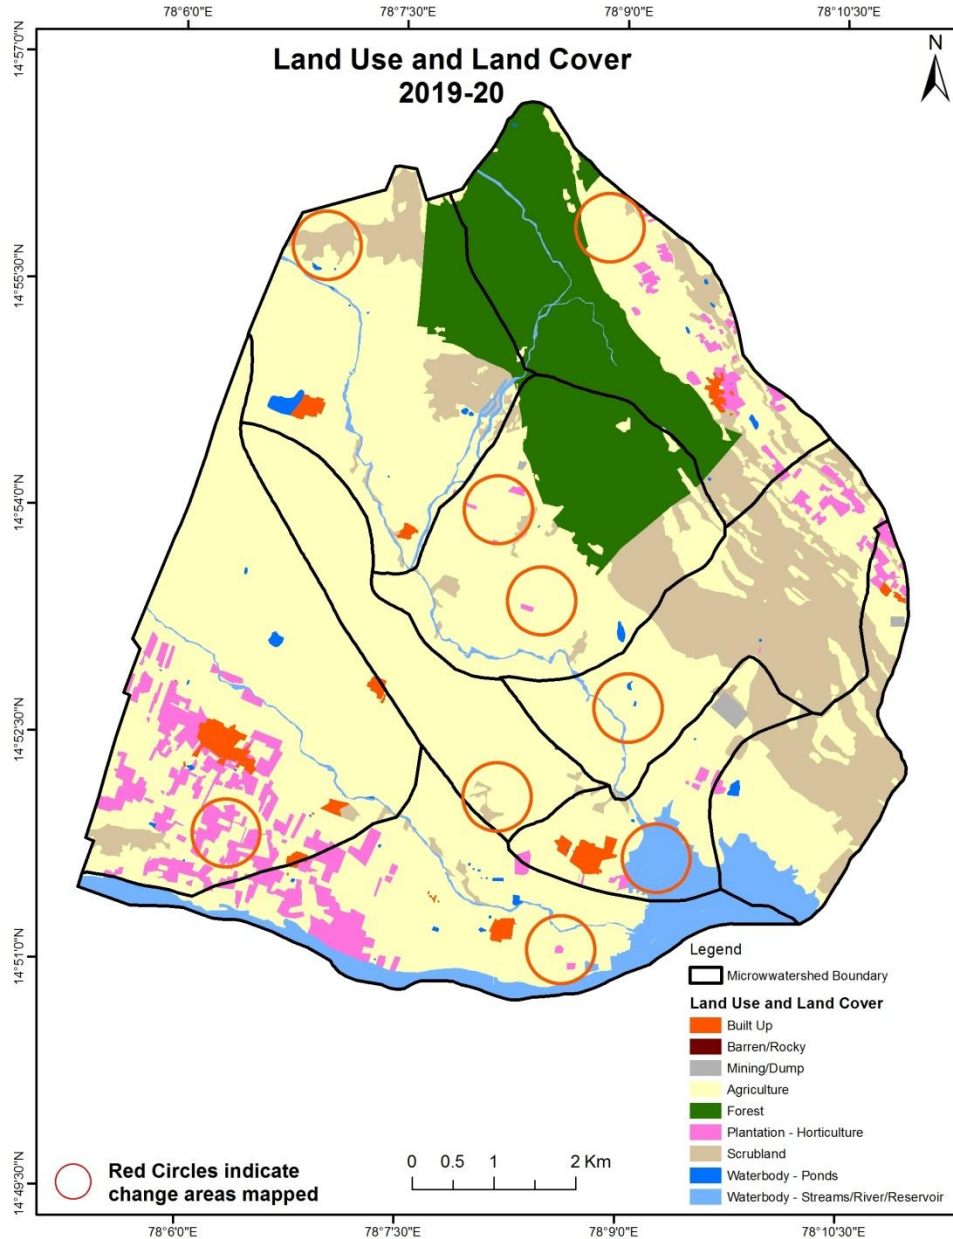 78°6'0"E 78°7'30"E 78°9'0"E 78°10'30"E
14°57'0"N
Land Use and Land Cover
2019-20
N
14°55'30"N
14°54'0"N
14°52'30"N
14°51'0"N
14°49'30"N
Legend
Microwwatershed Boundary
Land Use and Land Cover
Built Up
Barren/Rocky
Mining/Dump
Agriculture
Forest
Plantation - Horticulture
Scrubland
Waterbody - Ponds
Waterbody - Streams/River/Reservoir
Red Circles indicate
change areas mapped
0 0.5 1 2 Km
78°6'0"E 78°7'30"E 78°9'0"E 78°10'30"E